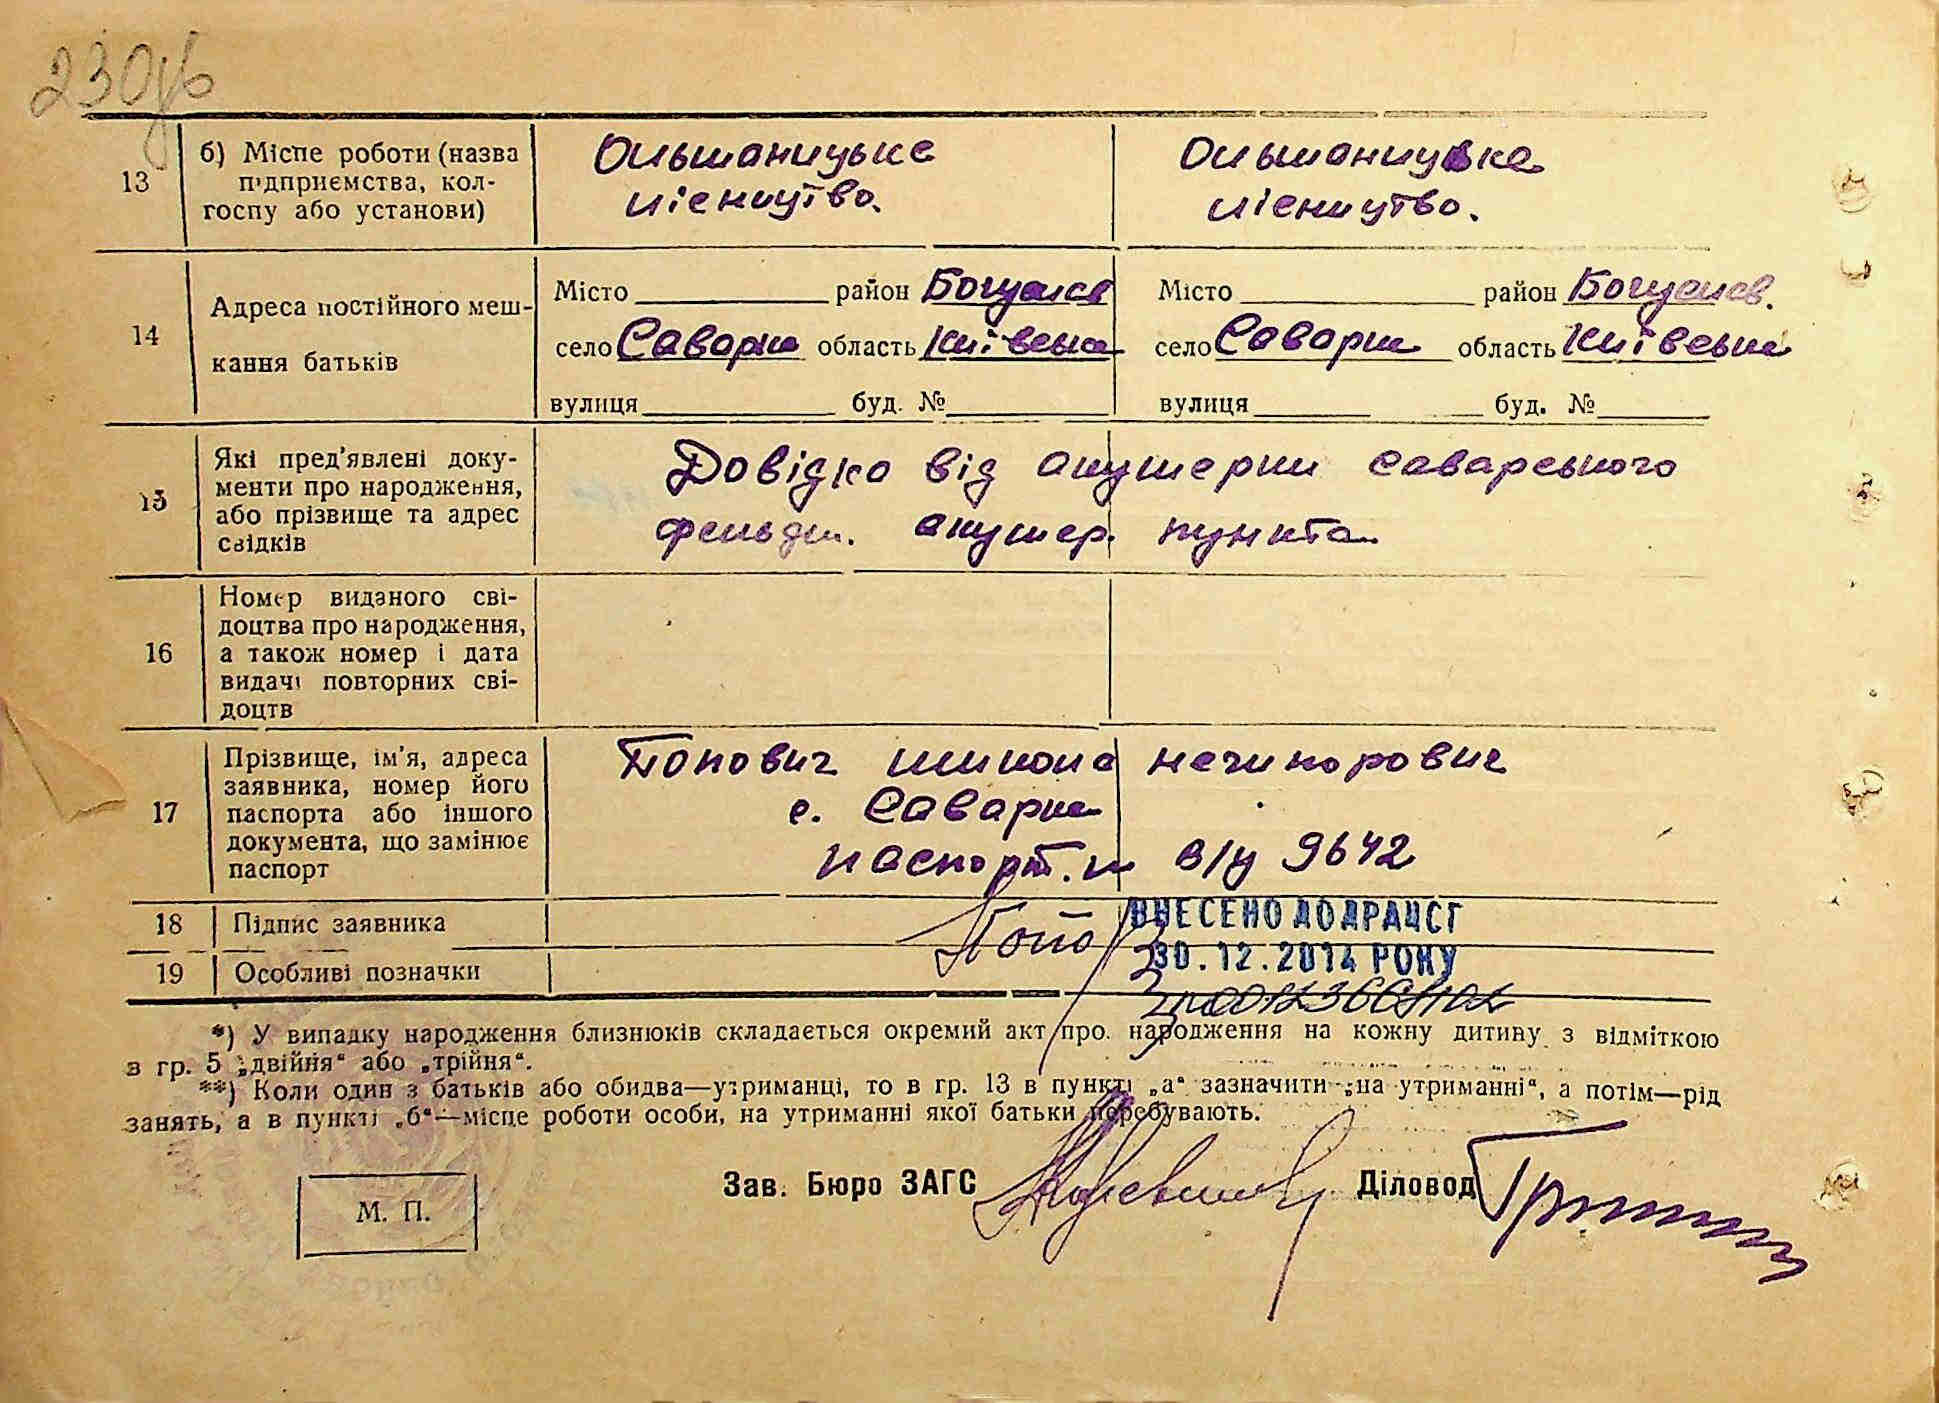 230б
13
б) Місце роботи (назва
підприємства, кол-
госпу або установи)
Ольшаницьке
лісництво.
Ольшаницька
лісництво.
14
Адреса постійного меш-
кання батьків
Місто район Богуслав
село Саварка область Київська
вулиця буд. №
Місто район Богуслав.
село Саварка область Київська
вулиця буд. №
15
Які пред'явлені доку-
менти про народження,
або прізвище та адрес
свідків
Довідка від акушерки Саварського
фельдш. акушер. пункта
16
Номер виданого сві-
доцтва про народження,
а також номер і дата
видачі повторних сві-
доцтв
17
Прізвище, ім'я, адреса
заявника, номер його
паспорта або іншого
документа, що замінює
паспорт
Попович Нечипорович
с. Саварка
паспорт. 9642
18
Підпис заявника
ВНЕСЕНО ДО ДРАЦСГ
30.12.2014 РОКУ
19
Особливі позначки
*) У випадку народження близнюків складається окремий акт про народження на кожну дитину з відміткою
в гр. 5 „двійня“ або „трійня“.
**) Коли один з батьків або обидва—утриманці, то в гр. 13 в пункті „а“ зазначити „на утриманні“, а потім—рід
занять, а в пункті „б“—місце роботи особи, на утриманні якої батьки перебувають.
Зав. Бюро ЗАГС
Діловод
М. П.